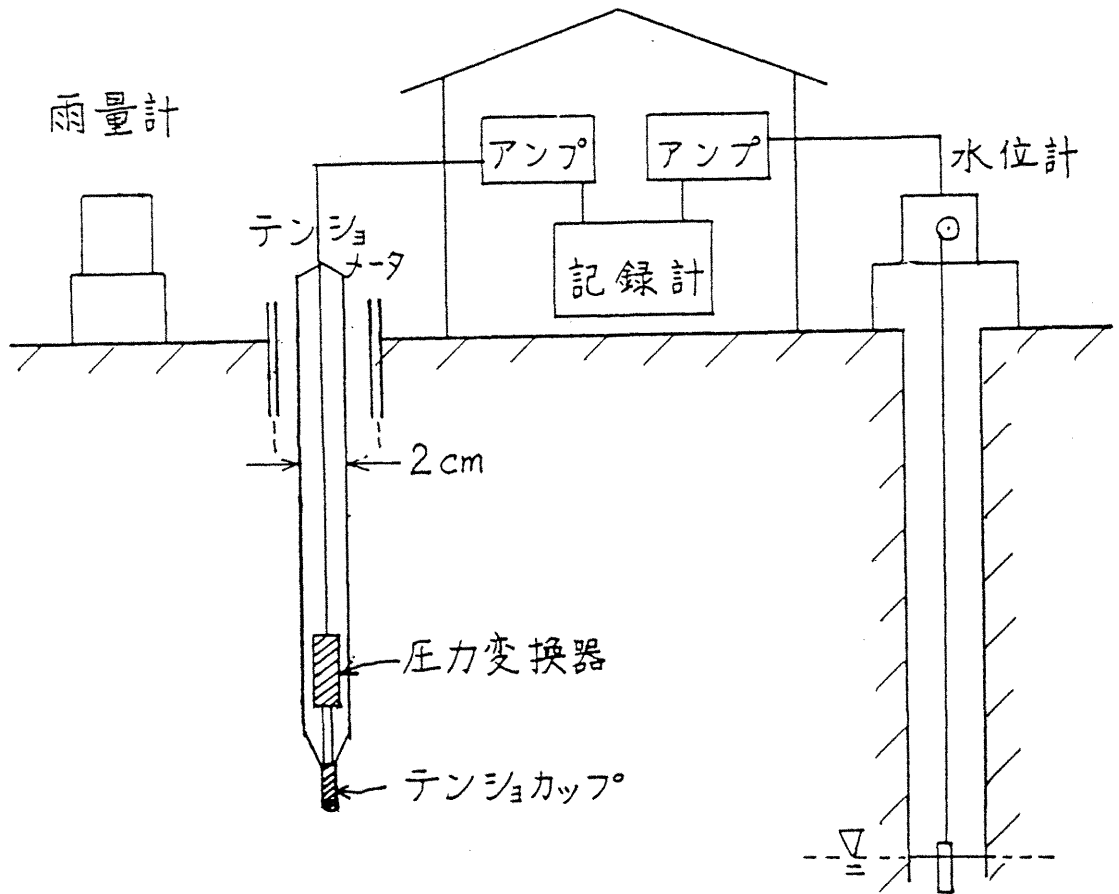 雨量計
アンプ
アンプ
水位計
テンショ
メータ
記録計
2cm
圧力変換器
テンショカップ